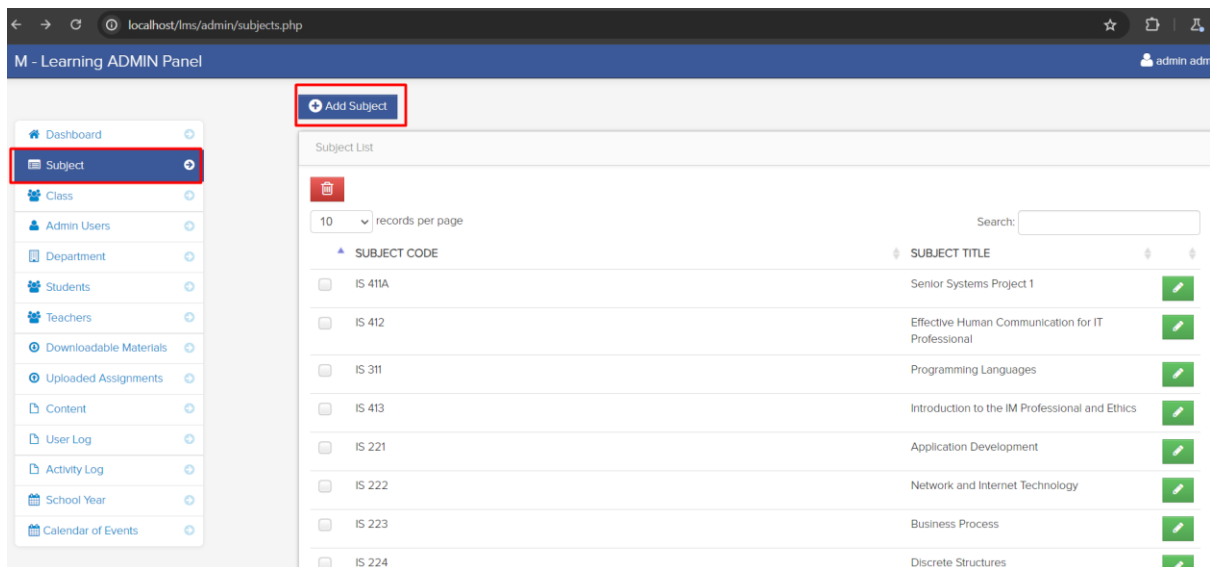 localhost/lms/admin/subjects.php
M - Learning ADMIN Panel
admin adm
Add Subject
Dashboard
Subject
Class
Admin Users
Department
Students
Teachers
Downloadable Materials
Uploaded Assignments
Content
User Log
Activity Log
School Year
Calendar of Events
Subject List
10 records per page
Search:
SUBJECT CODE SUBJECT TITLE
IS 411A Senior Systems Project 1
IS 412 Effective Human Communication for IT
Professional
IS 311 Programming Languages
IS 413 Introduction to the IM Professional and Ethics
IS 221 Application Development
IS 222 Network and Internet Technology
IS 223 Business Process
IS 224 Discrete Structures